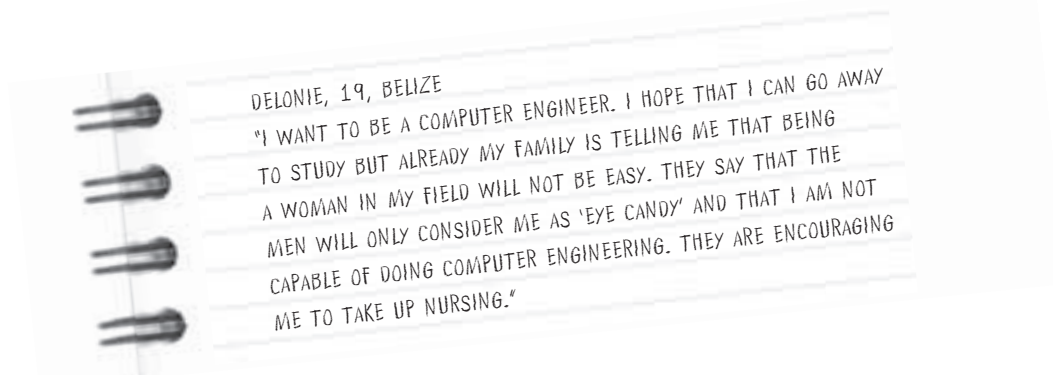 DELONIE, 19, BELIZE
"I WANT TO BE A COMPUTER ENGINEER. I HOPE THAT I CAN GO AWAY
TO STUDY BUT ALREADY MY FAMILY IS TELLING ME THAT BEING
A WOMAN IN MY FIELD WILL NOT BE EASY. THEY SAY THAT THE
MEN WILL ONLY CONSIDER ME AS 'EYE CANDY' AND THAT I AM NOT
CAPABLE OF DOING COMPUTER ENGINEERING. THEY ARE ENCOURAGING
ME TO TAKE UP NURSING."